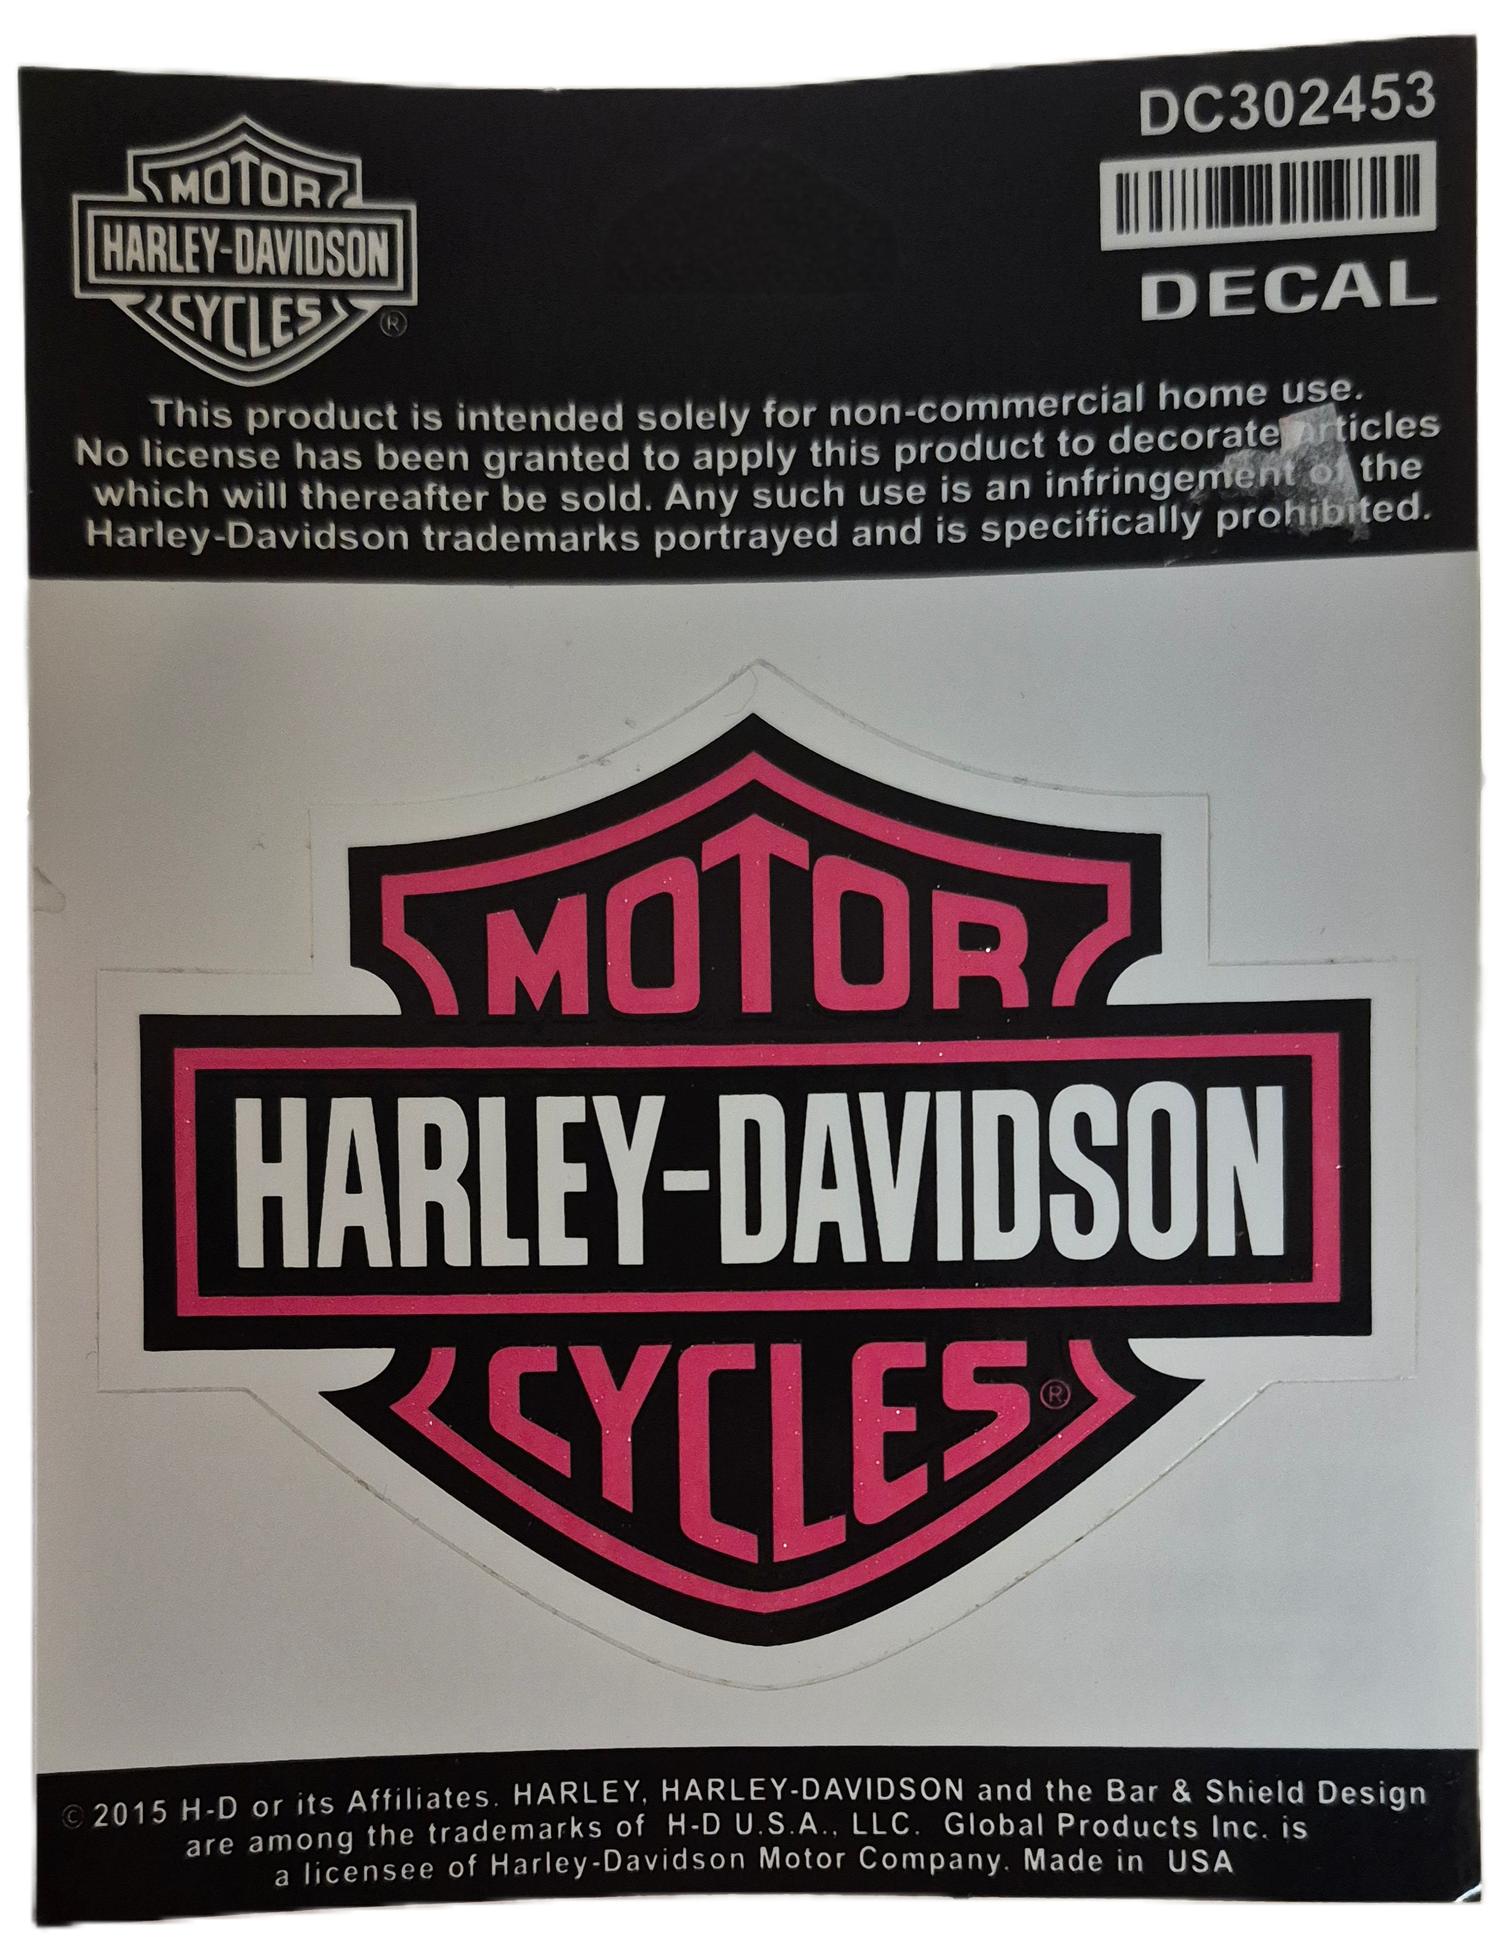 MOTOR
HARLEY-DAVIDSON
CYCLES
®
DC302453
DECAL
This product is intended solely for non-commercial home use.
No license has been granted to apply this product to decorate articles
which will thereafter be sold. Any such use is an infringement of the
Harley-Davidson trademarks portrayed and is specifically prohibited.
MOTOR
HARLEY-DAVIDSON
CYCLES®
© 2015 H-D or its Affiliates. HARLEY, HARLEY-DAVIDSON and the Bar & Shield Design
are among the trademarks of H-D U.S.A., LLC. Global Products Inc. is
a licensee of Harley-Davidson Motor Company. Made in USA